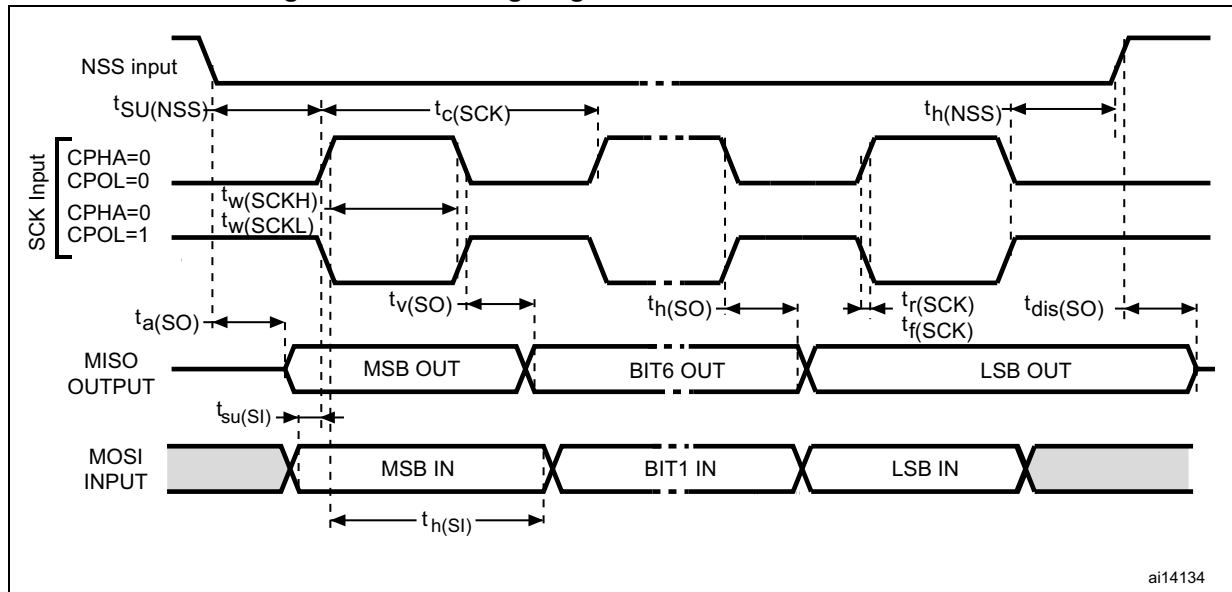 NSS input
tSU(NSS)
tc(SCK)
th(NSS)
SCK Input
CPHA=0
CPOL=0
CPHA=0
CPOL=1
tw(SCKH)
tw(SCKL)
ta(SO)
tv(SO)
th(SO)
tr(SCK)
tf(SCK)
tdis(SO)
MISO
OUTPUT
MSB OUT
BIT6 OUT
LSB OUT
tsu(SI)
MOSI
INPUT
MSB IN
BIT1 IN
LSB IN
th(SI)
ai14134